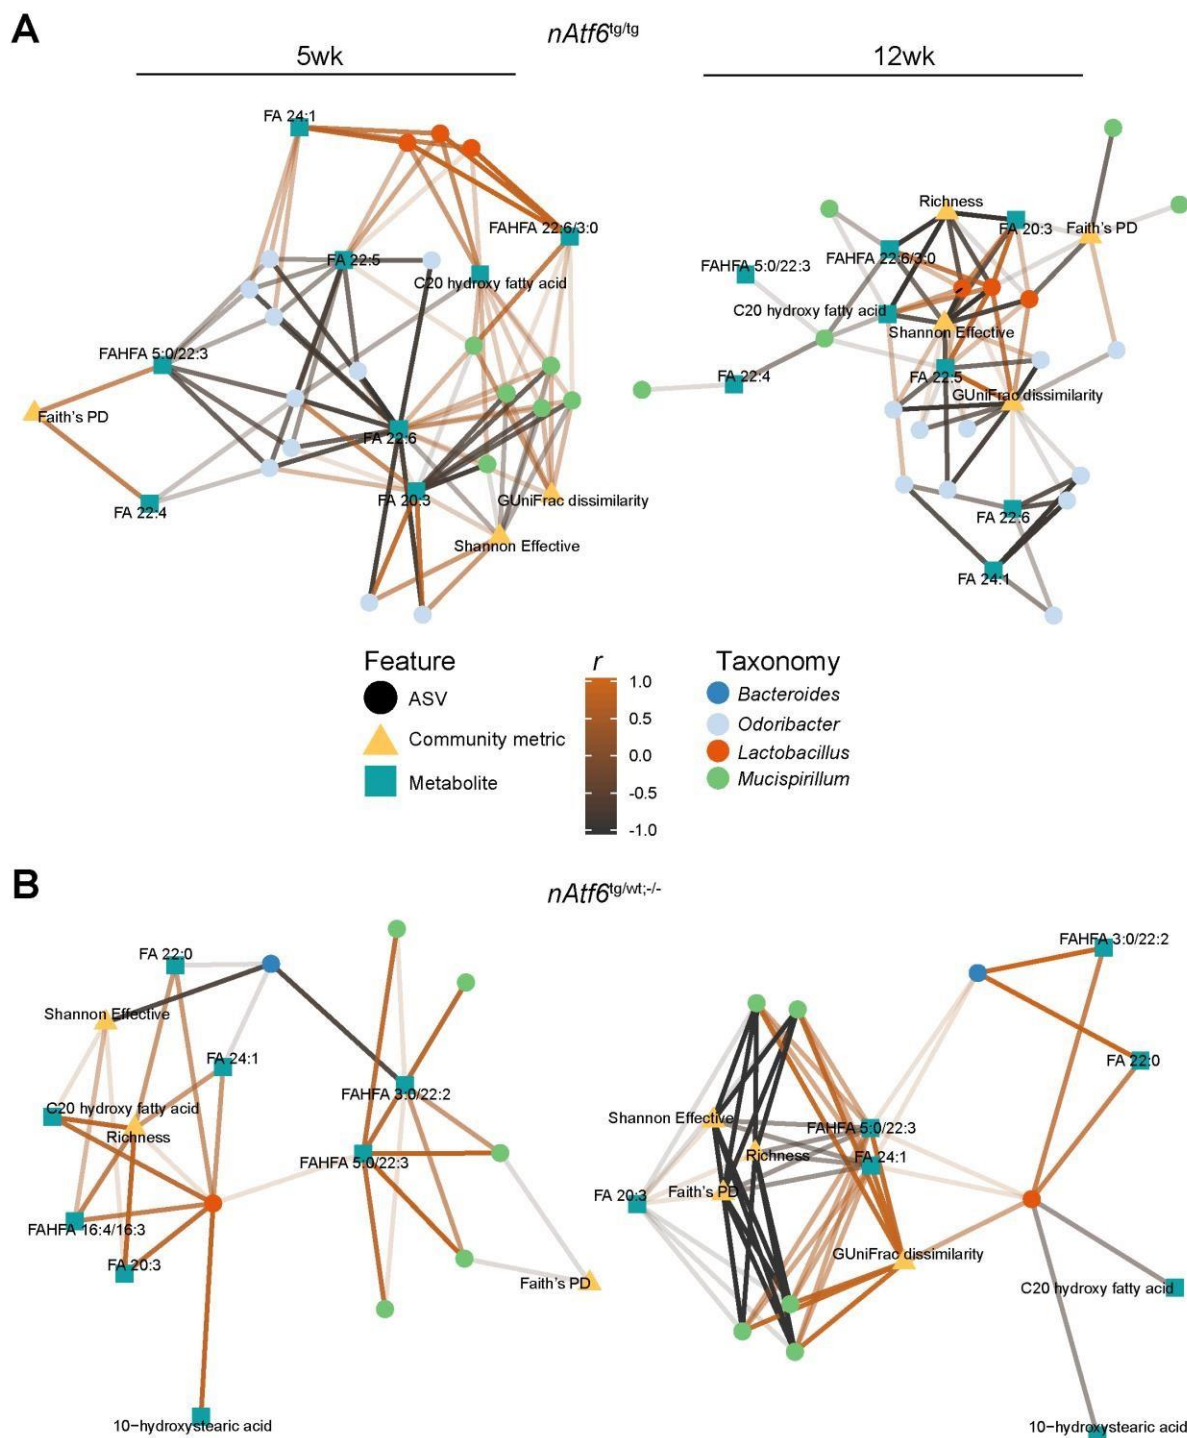 A
nAtf6tg/tg
5wk
12wk
FA 24:1
FAHFA 22:6/3:0
FA 22:5
C20 hydroxy fatty acid
FAHFA 5:0/22:3
Faith's PD
FA 22:6
FA 22:4
FA 20:3
GUniFrac dissimilarity
Shannon Effective
Richness
FA 20:3
Faith's PD
FAHFA 22:6/3:0
FAHFA 5:0/22:3
C20 hydroxy fatty acid
Shannon Effective
FA 22:4
FA 22:5
GUniFrac dissimilarity
FA 22:6
FA 24:1
Feature
ASV
Community metric
Metabolite
r
1.0
0.5
0.0
-0.5
-1.0
Taxonomy
Bacteroides
Odoribacter
Lactobacillus
Mucispirillum
B
nAtf6tg/wt;-/-
FA 22:0
Shannon Effective
FA 24:1
FAHFA 3:0/22:2
C20 hydroxy fatty acid
Richness
FAHFA 5:0/22:3
FAHFA 16:4/16:3
FA 20:3
Faith's PD
10−hydroxystearic acid
FAHFA 3:0/22:2
FA 22:0
Shannon Effective
FAHFA 5:0/22:3
Richness
FA 24:1
FA 20:3
Faith's PD
GUniFrac dissimilarity
C20 hydroxy fatty acid
10−hydroxystearic acid